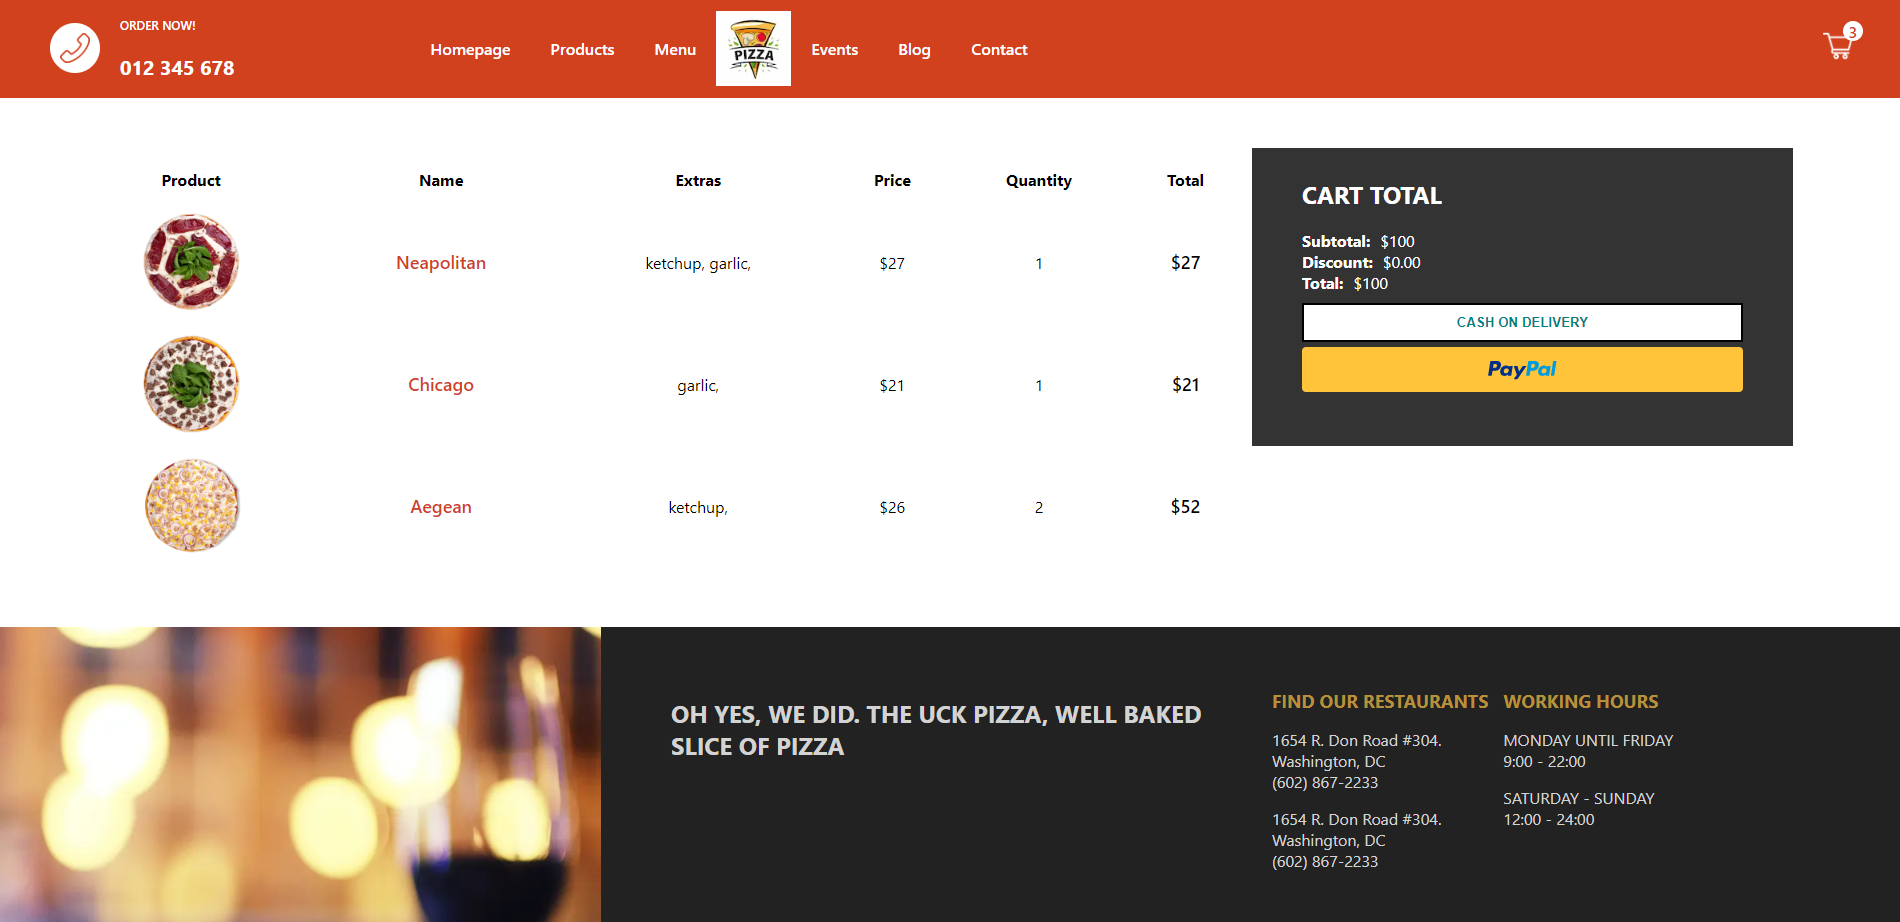 ORDER NOW!
012 345 678
Homepage Products Menu PIZZA Events Blog Contact
3
Product Name Extras Price Quantity Total
Neapolitan ketchup, garlic, $27 1 $27
Chicago garlic, $21 1 $21
Aegean ketchup, $26 2 $52
CART TOTAL
Subtotal: $100
Discount: $0.00
Total: $100
CASH ON DELIVERY
PayPal
OH YES, WE DID. THE UCK PIZZA, WELL BAKED
SLICE OF PIZZA
FIND OUR RESTAURANTS
1654 R. Don Road #304.
Washington, DC
(602) 867-2233
1654 R. Don Road #304.
Washington, DC
(602) 867-2233
WORKING HOURS
MONDAY UNTIL FRIDAY
9:00 - 22:00
SATURDAY - SUNDAY
12:00 - 24:00